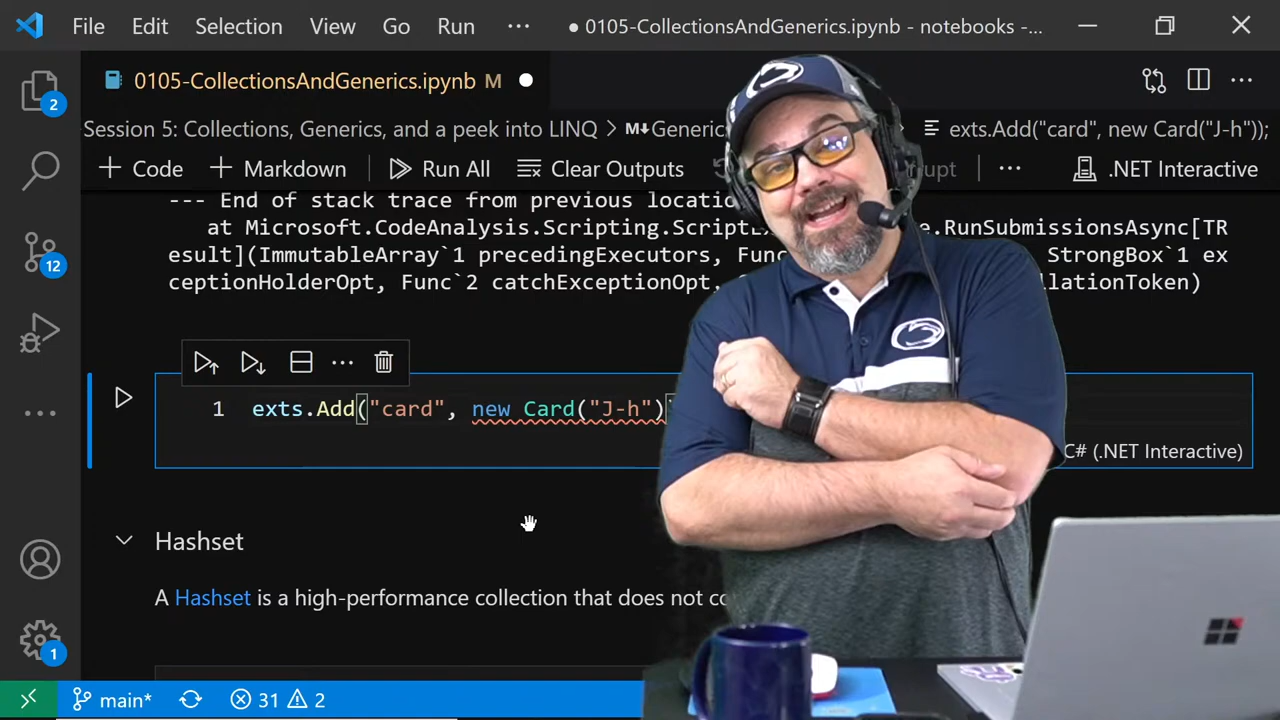 File Edit Selection View Go Run ··· ● 0105-CollectionsAndGenerics.ipynb - notebooks -...
2 0105-CollectionsAndGenerics.ipynb M
Session 5: Collections, Generics, and a peek into LINQ > M↓Generic > exts.Add("card", new Card("J-h"));
+ Code + Markdown Run All Clear Outputs rupt ··· .NET Interactive
--- End of stack trace from previous locatio
at Microsoft.CodeAnalysis.Scripting.ScriptEx e.RunSubmissionsAsync[TR
esult](ImmutableArray`1 precedingExecutors, Func StrongBox`1 ex
ceptionHolderOpt, Func`2 catchExceptionOpt, llationToken)
12
1 exts.Add("card", new Card("J-h")
C# (.NET Interactive)
Hashset
A Hashset is a high-performance collection that does not co
1
main* 31 2